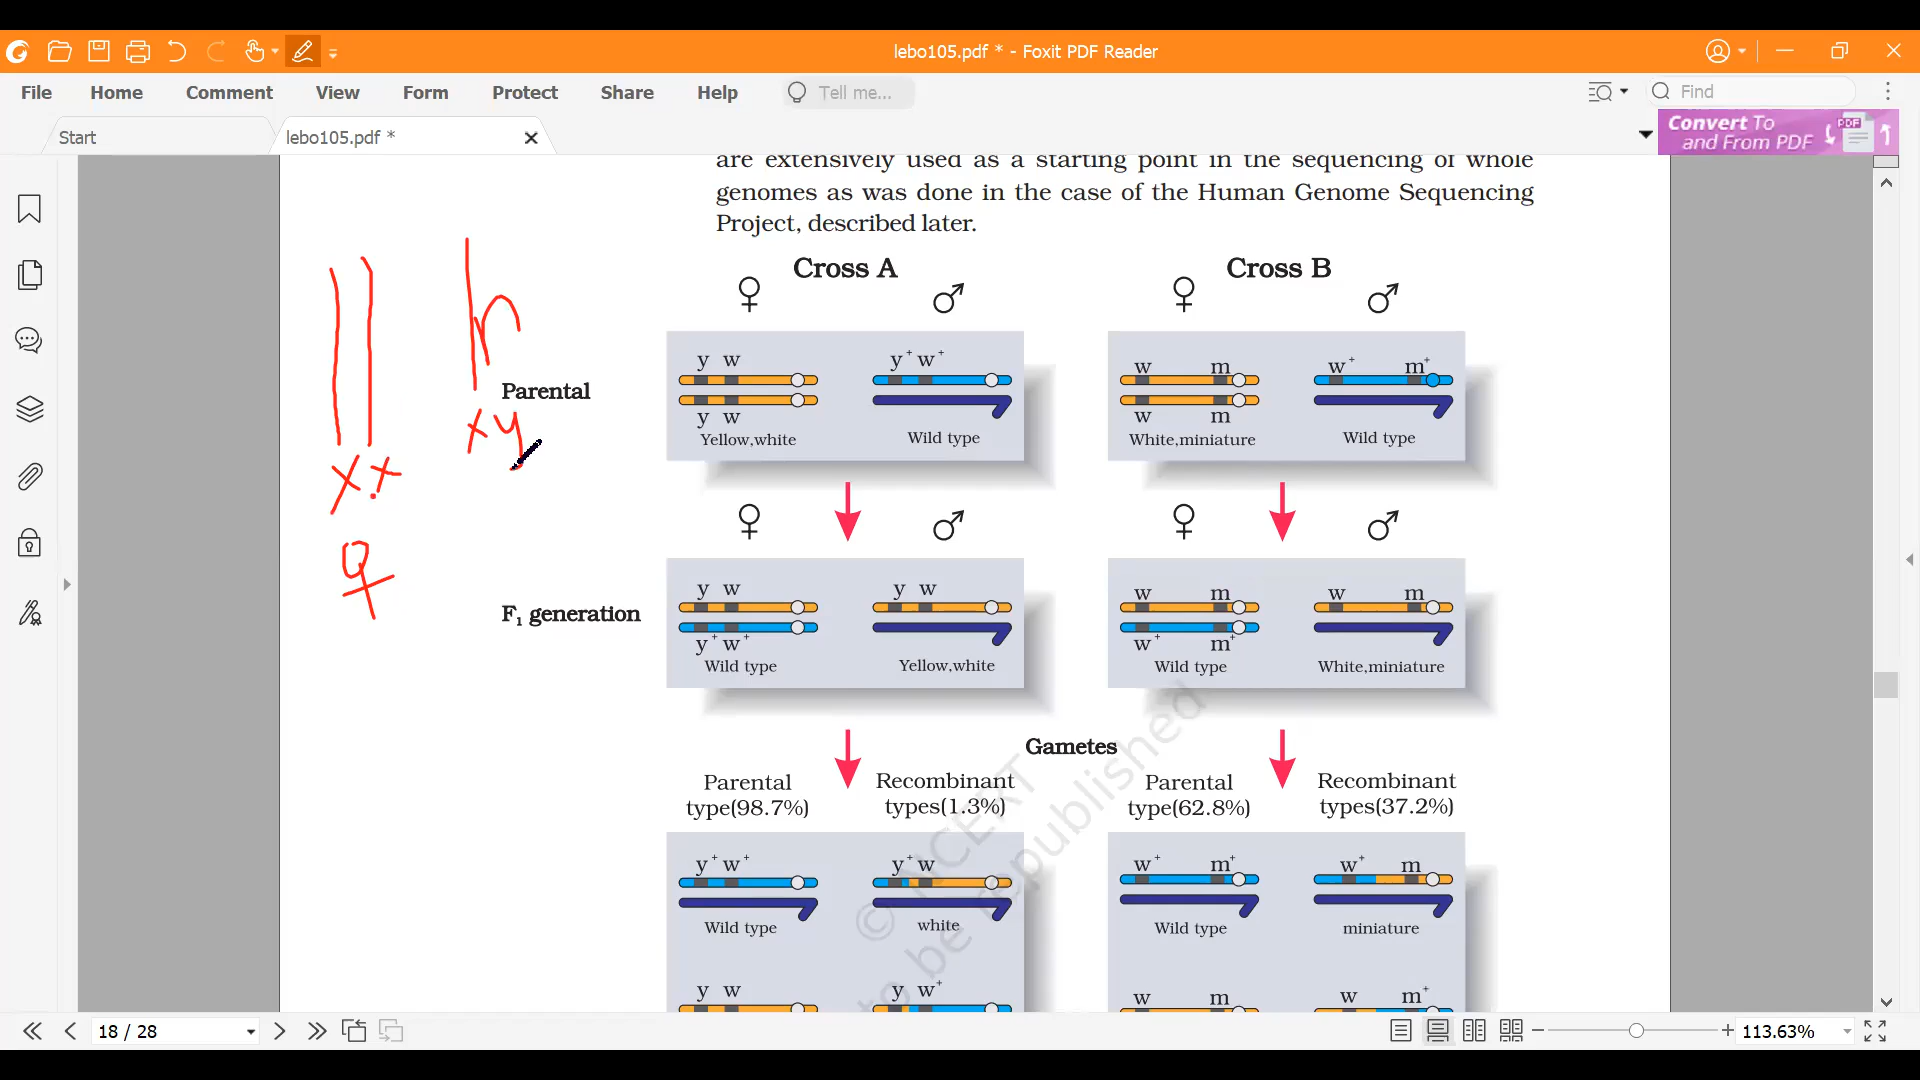 lebo105.pdf * - Foxit PDF Reader
File Home Comment View Form Protect Share Help Tell me... Find
Start lebo105.pdf * Convert To and From PDF PDF
are extensively used as a starting point in the sequencing of whole
genomes as was done in the case of the Human Genome Sequencing
Project, described later.
Cross A Cross B
♀ ♂ ♀ ♂
y w y⁺ w⁺ w m w⁺ m⁺
Parental
y w w m
Yellow,white Wild type White,miniature Wild type
x y
x x
♀
♀ ♂ ♀ ♂
y w y w w m w m
F₁ generation
y⁺ w⁺ w⁺ m⁺
Wild type Yellow,white Wild type White,miniature
Gametes
Parental Recombinant Parental Recombinant
type(98.7%) types(1.3%) type(62.8%) types(37.2%)
y⁺ w⁺ y⁺ w w⁺ m⁺ w⁺ m
Wild type white Wild type miniature
y w y w⁺ w m w m⁺
© NCERT
to be republished
18 / 28 113.63%